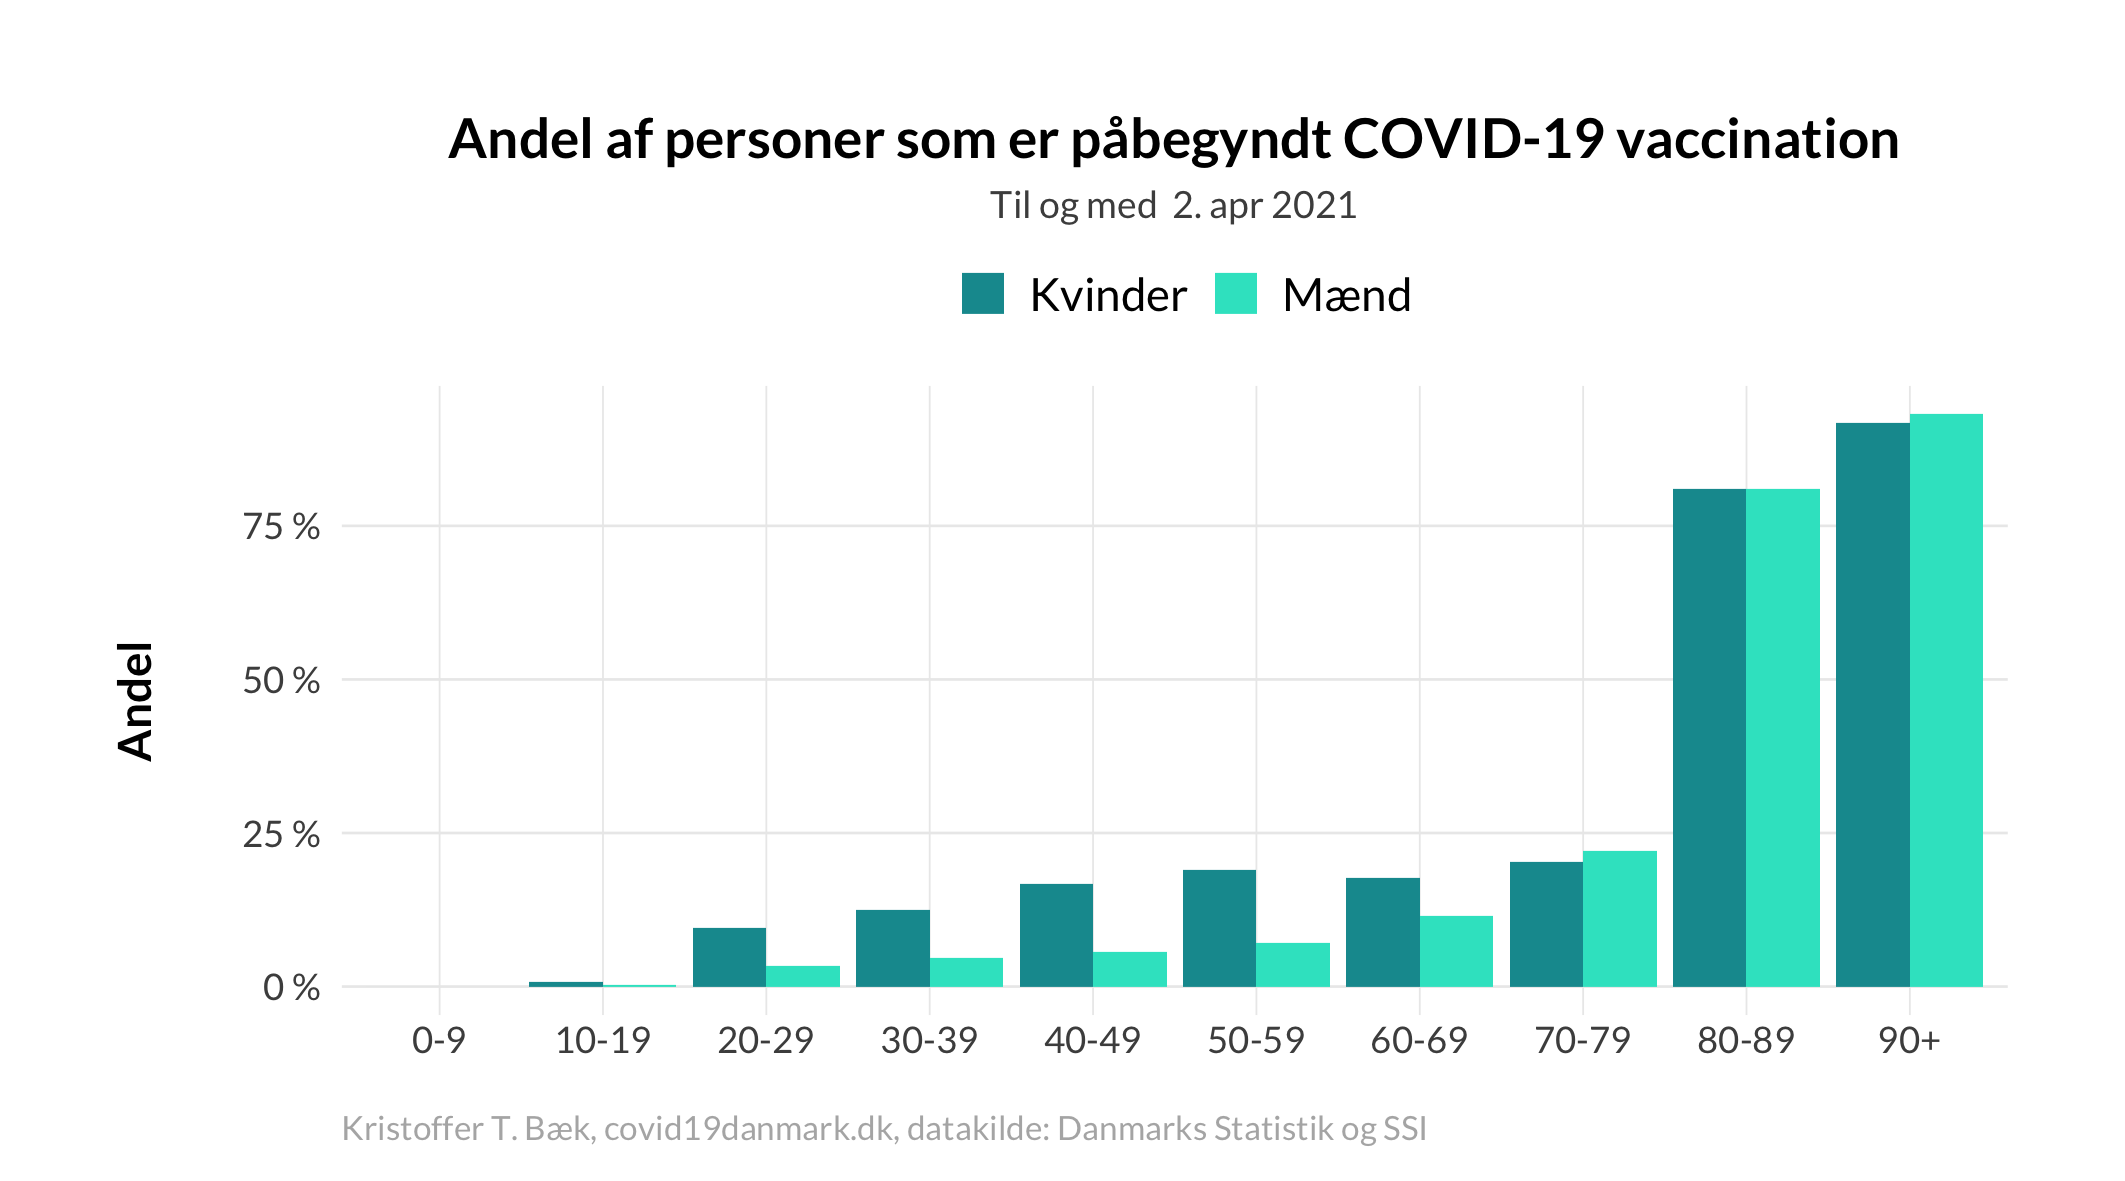 Andel af personer som er påbegyndt COVID-19 vaccination
Til og med 2. apr 2021
Kvinder Mænd
Andel
75 %
50 %
25 %
0 %
0-9 10-19 20-29 30-39 40-49 50-59 60-69 70-79 80-89 90+
Kristoffer T. Bæk, covid19danmark.dk, datakilde: Danmarks Statistik og SSI